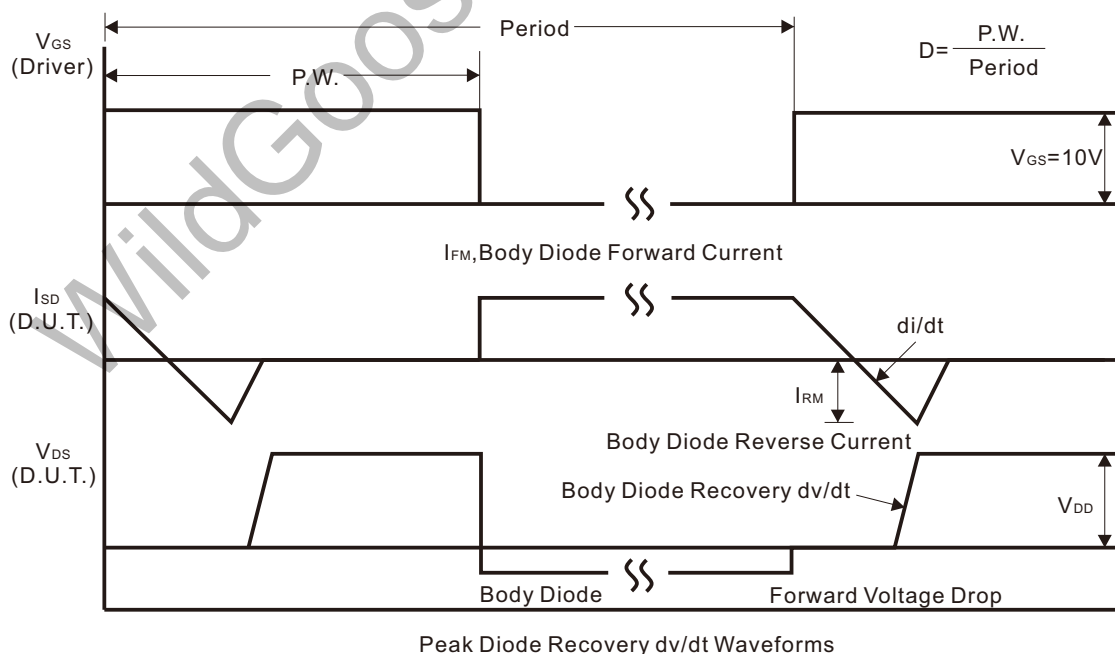 Period
VGS
(Driver)
P.W.
D= P.W.
Period
VGS=10V
IFM,Body Diode Forward Current
ISD
(D.U.T.)
di/dt
IRM
Body Diode Reverse Current
VDS
(D.U.T.)
Body Diode Recovery dv/dt
VDD
Body Diode Forward Voltage Drop
Peak Diode Recovery dv/dt Waveforms
WildGoos